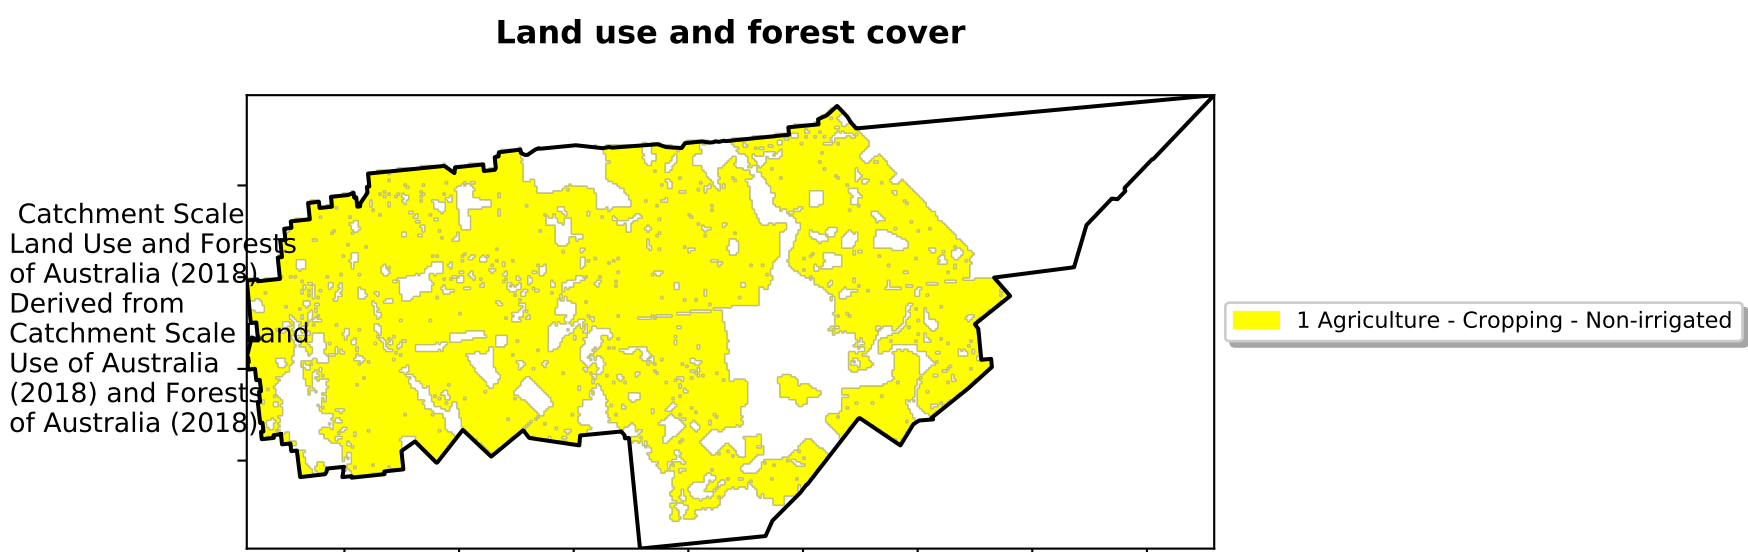 Land use and forest cover
Catchment Scale
Land Use and Forests
of Australia (2018)
Derived from
Catchment Scale Land
Use of Australia
(2018) and Forests
of Australia (2018)
1 Agriculture - Cropping - Non-irrigated